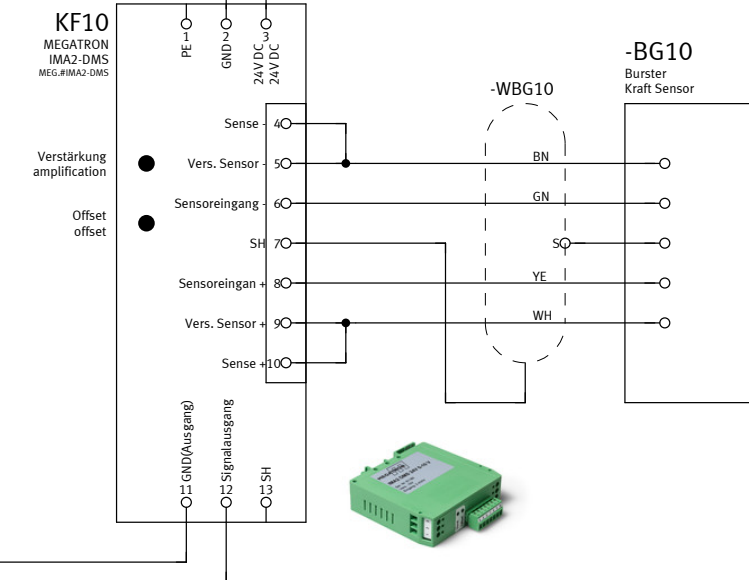 KF10
MEGATRON
IMA2-DMS
MEG.#IMA2-DMS
1
PE
2
GND
3
24V DC
24V DC
-BG10
Burster
Kraft Sensor
-WBG10
Sense - 4
Verstärkung
amplification
Vers. Sensor - 5
BN
Sensoreingang - 6
GN
Offset
offset
SH 7
S
Sensoreingan + 8
YE
Vers. Sensor + 9
WH
Sense + 10
11 GND(Ausgang)
12 Signalausgang
13 SH